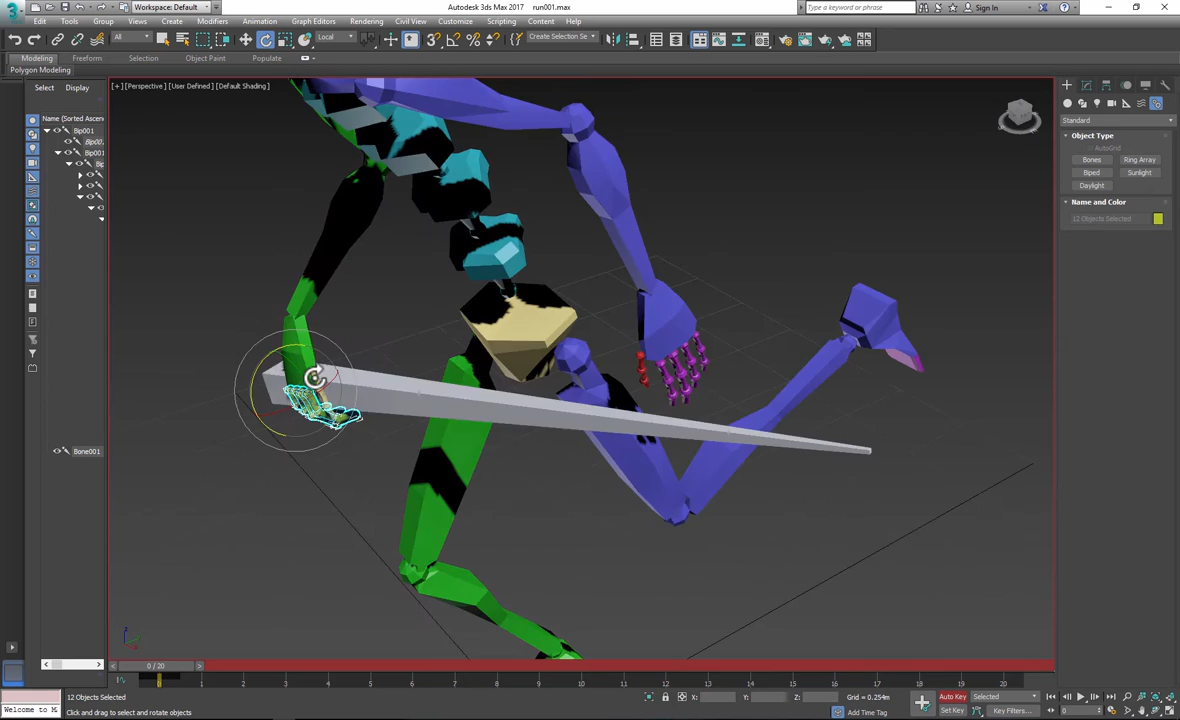 Workspace: Default
Autodesk 3ds Max 2017 run001.max
Type a keyword or phrase
Sign In
Edit Tools Group Views Create Modifiers Animation Graph Editors Rendering Civil View Customize Scripting Content Help
All
Local
Create Selection Se
Modeling Freeform Selection Object Paint Populate
Polygon Modeling
Select Display
[+] [Perspective] [User Defined] [Default Shading]
Name (Sorted Ascen
Bip001
Bip00
Bip001
Bip
Bone001
Standard
Object Type
AutoGrid
Bones Ring Array
Biped Sunlight
Daylight
Name and Color
12 Objects Selected
0 / 20
0 1 2 3 4 5 6 7 8 9 10 11 12 13 14 15 16 17 18 19 20
12 Objects Selected
X: Y: Z: Grid = 0.254m
Auto Key Selected
Welcome to M
Click and drag to select and rotate objects
Add Time Tag
Set Key Key Filters... 0